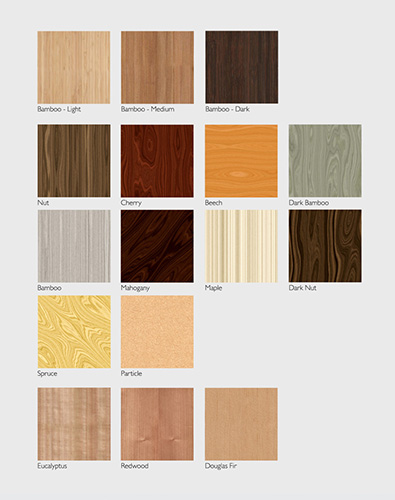 Bamboo - Light
Bamboo - Medium
Bamboo - Dark
Nut
Cherry
Beech
Dark Bamboo
Bamboo
Mahogany
Maple
Dark Nut
Spruce
Particle
Eucalyptus
Redwood
Douglas Fir